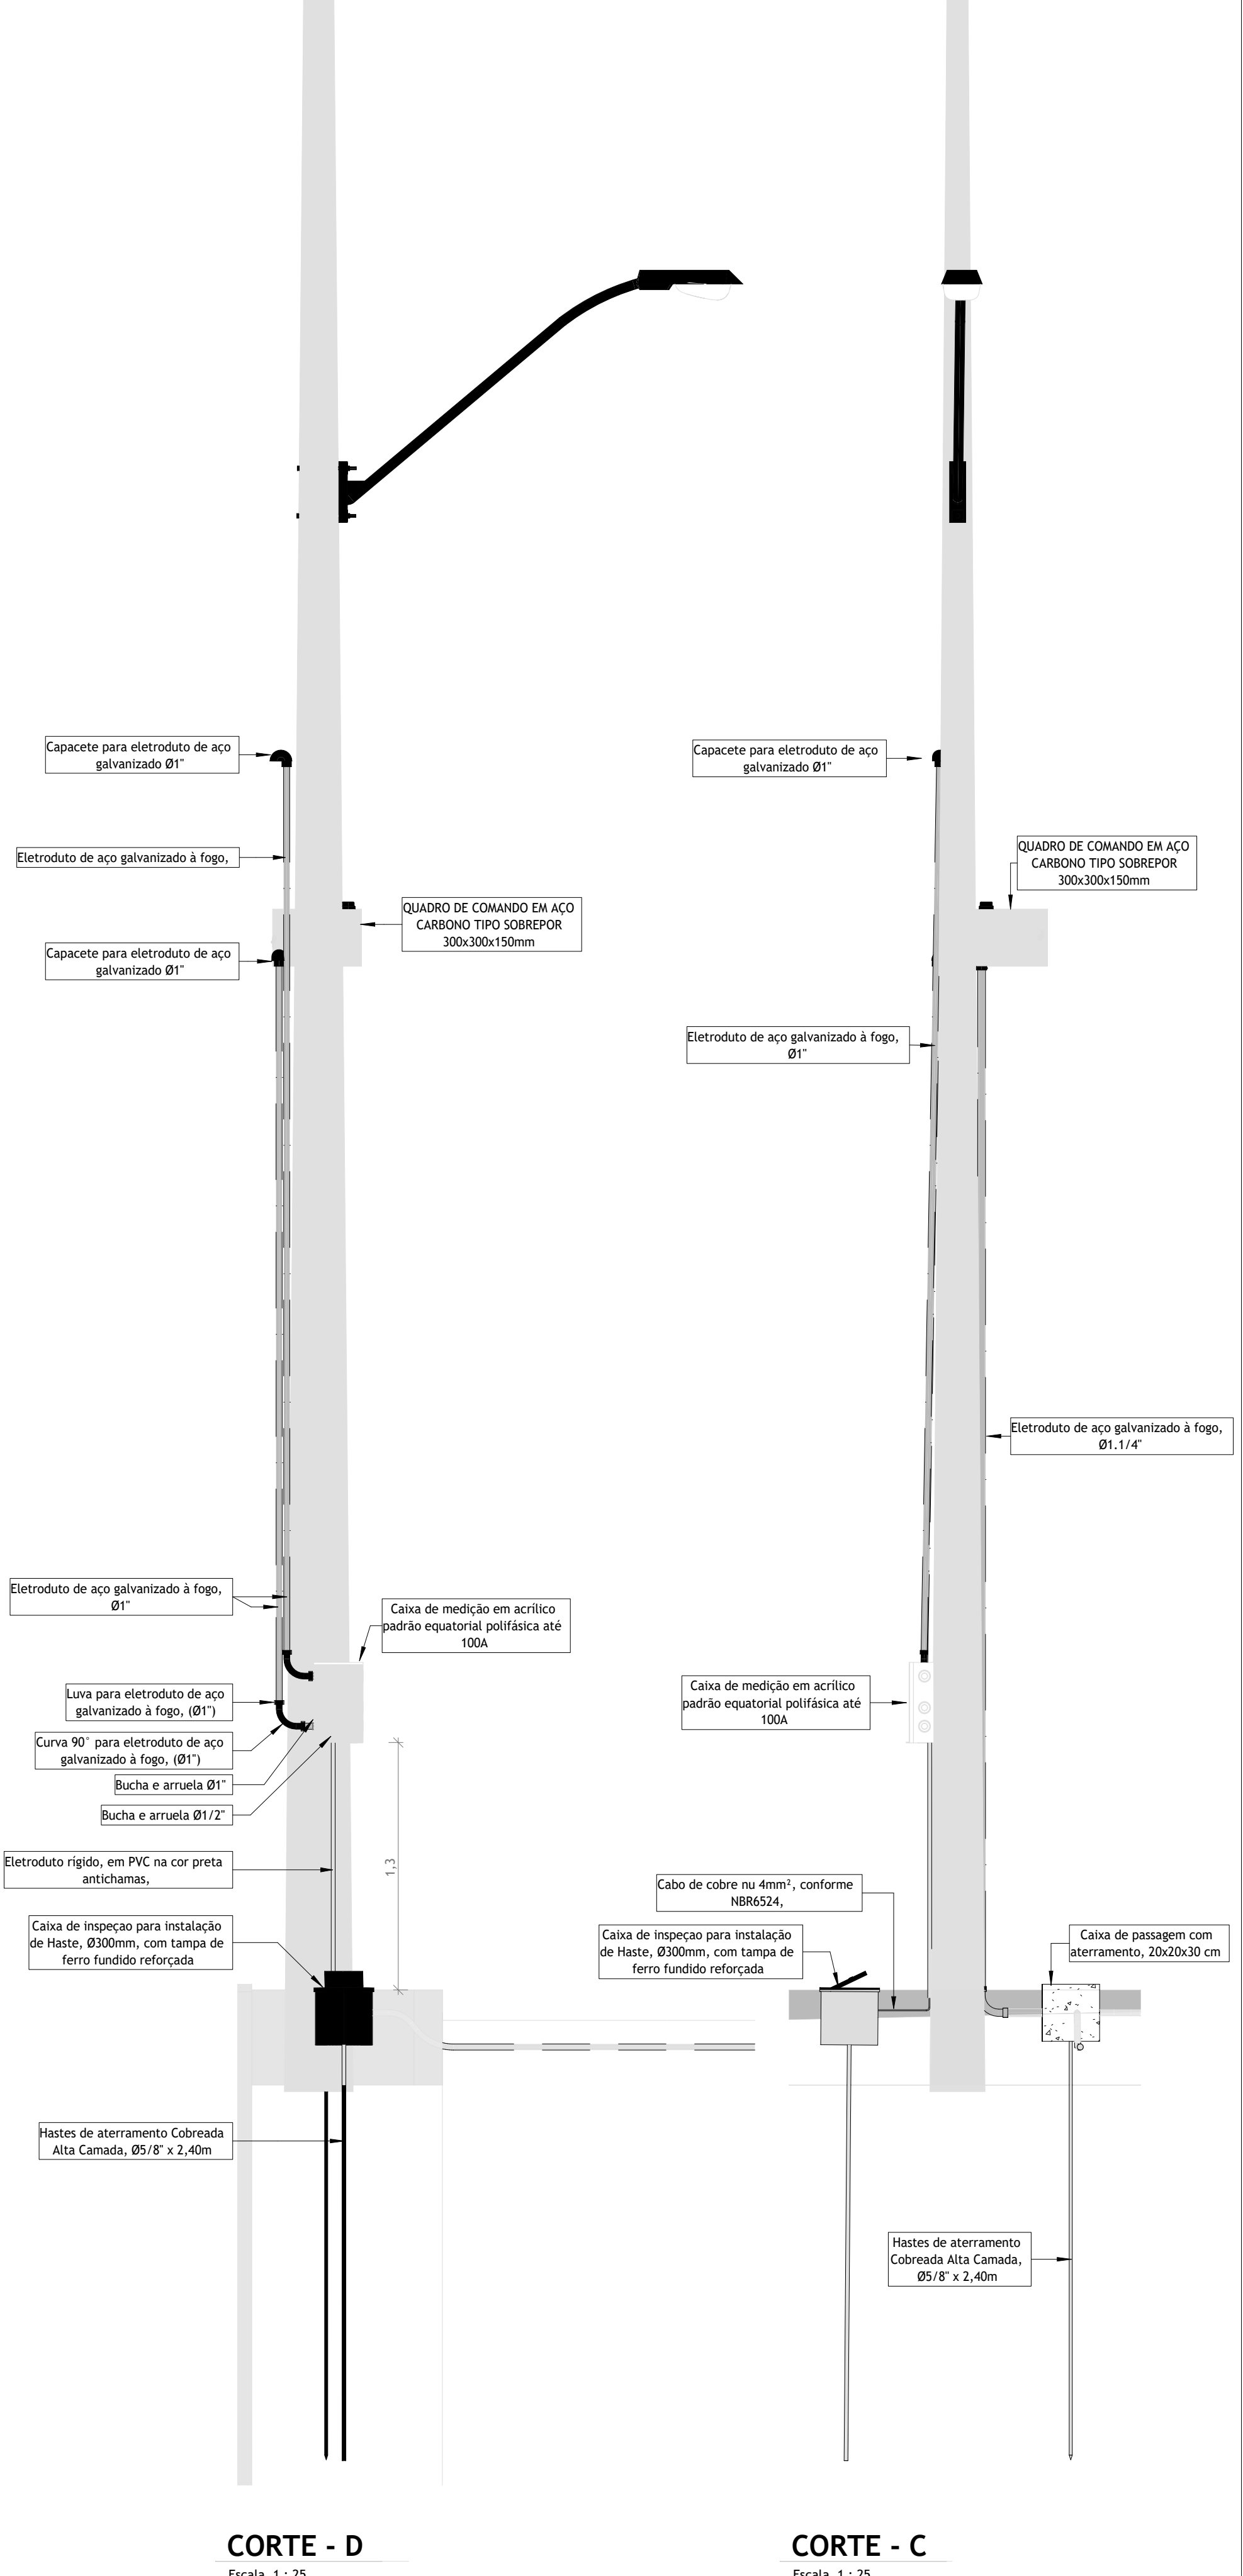 Capacete para eletroduto de aço
galvanizado Ø1"
Eletroduto de aço galvanizado à fogo,
QUADRO DE COMANDO EM AÇO
CARBONO TIPO SOBREPOR
300x300x150mm
Capacete para eletroduto de aço
galvanizado Ø1"
Eletroduto de aço galvanizado à fogo,
Ø1"
Caixa de medição em acrílico
padrão equatorial polifásica até
100A
Luva para eletroduto de aço
galvanizado à fogo, (Ø1")
Curva 90° para eletroduto de aço
galvanizado à fogo, (Ø1")
Bucha e arruela Ø1"
Bucha e arruela Ø1/2"
Eletroduto rígido, em PVC na cor preta
antichamas,
1,3
Caixa de inspeçao para instalação
de Haste, Ø300mm, com tampa de
ferro fundido reforçada
Hastes de aterramento Cobreada
Alta Camada, Ø5/8" x 2,40m
CORTE - D
Escala 1 : 25
Capacete para eletroduto de aço
galvanizado Ø1"
QUADRO DE COMANDO EM AÇO
CARBONO TIPO SOBREPOR
300x300x150mm
Eletroduto de aço galvanizado à fogo,
Ø1"
Eletroduto de aço galvanizado à fogo,
Ø1.1/4"
Caixa de medição em acrílico
padrão equatorial polifásica até
100A
Cabo de cobre nu 4mm², conforme
NBR6524,
Caixa de inspeçao para instalação
de Haste, Ø300mm, com tampa de
ferro fundido reforçada
Caixa de passagem com
aterramento, 20x20x30 cm
Hastes de aterramento
Cobreada Alta Camada,
Ø5/8" x 2,40m
CORTE - C
Escala 1 : 25